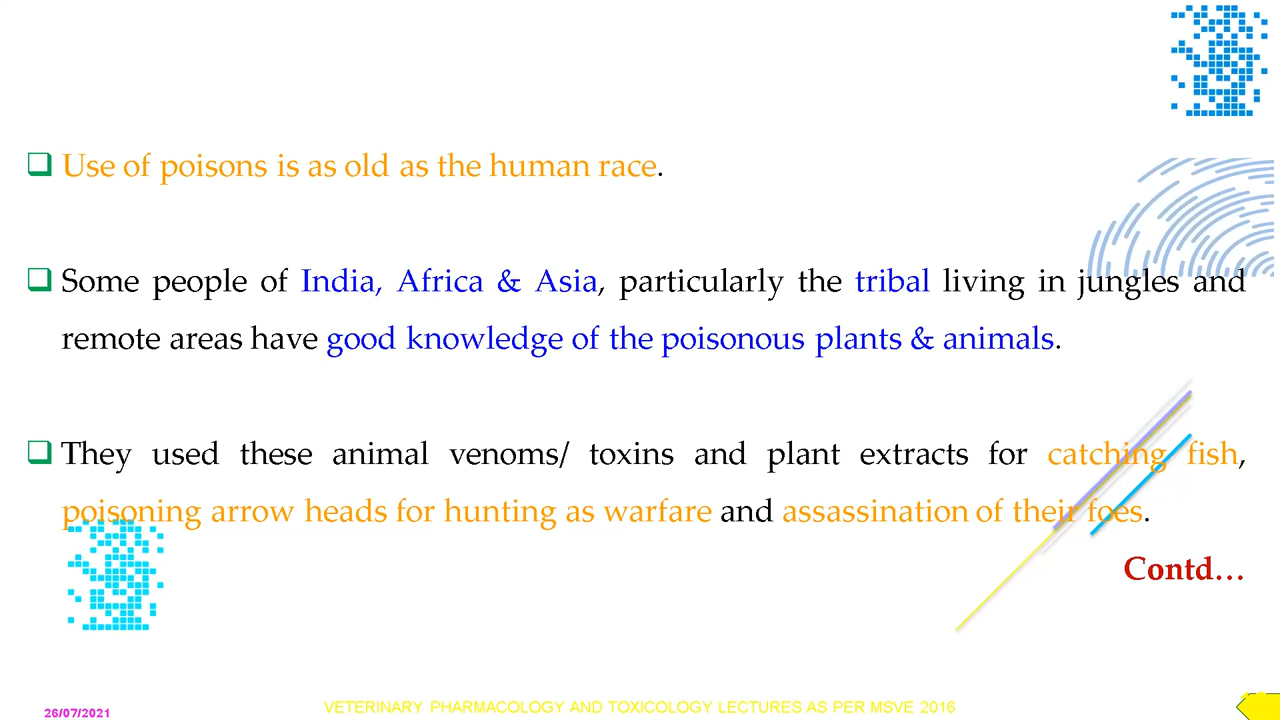 Use of poisons is as old as the human race.
Some people of India, Africa & Asia, particularly the tribal living in jungles and
remote areas have good knowledge of the poisonous plants & animals.
They used these animal venoms/ toxins and plant extracts for catching fish,
poisoning arrow heads for hunting as warfare and assassination of their foes.
Contd…
26/07/2021
VETERINARY PHARMACOLOGY AND TOXICOLOGY LECTURES AS PER MSVE 2016